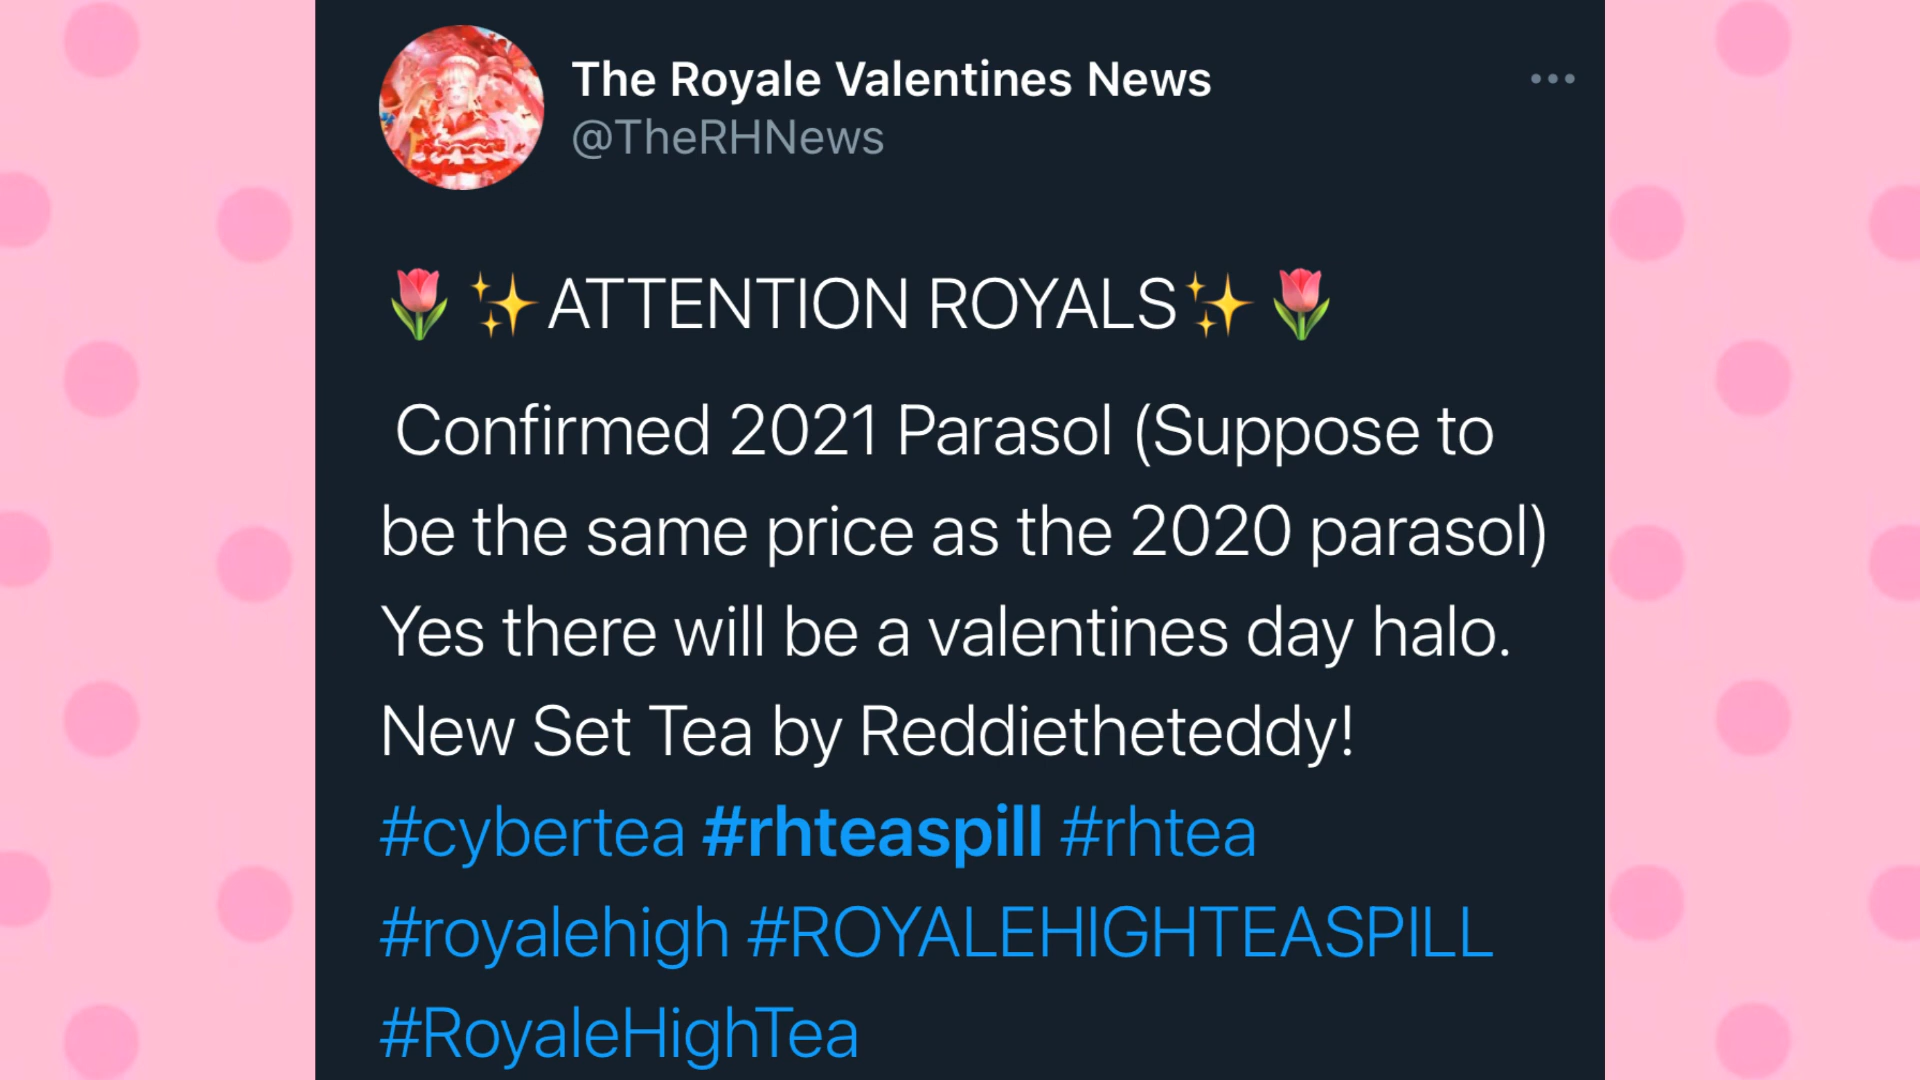 The Royale Valentines News
@TheRHNews
🌷✨ATTENTION ROYALS✨🌷
Confirmed 2021 Parasol (Suppose to
be the same price as the 2020 parasol)
Yes there will be a valentines day halo.
New Set Tea by Reddietheteddy!
#cybertea #rhteaspill #rhtea
#royalehigh #ROYALEHIGHTEASPILL
#RoyaleHighTea